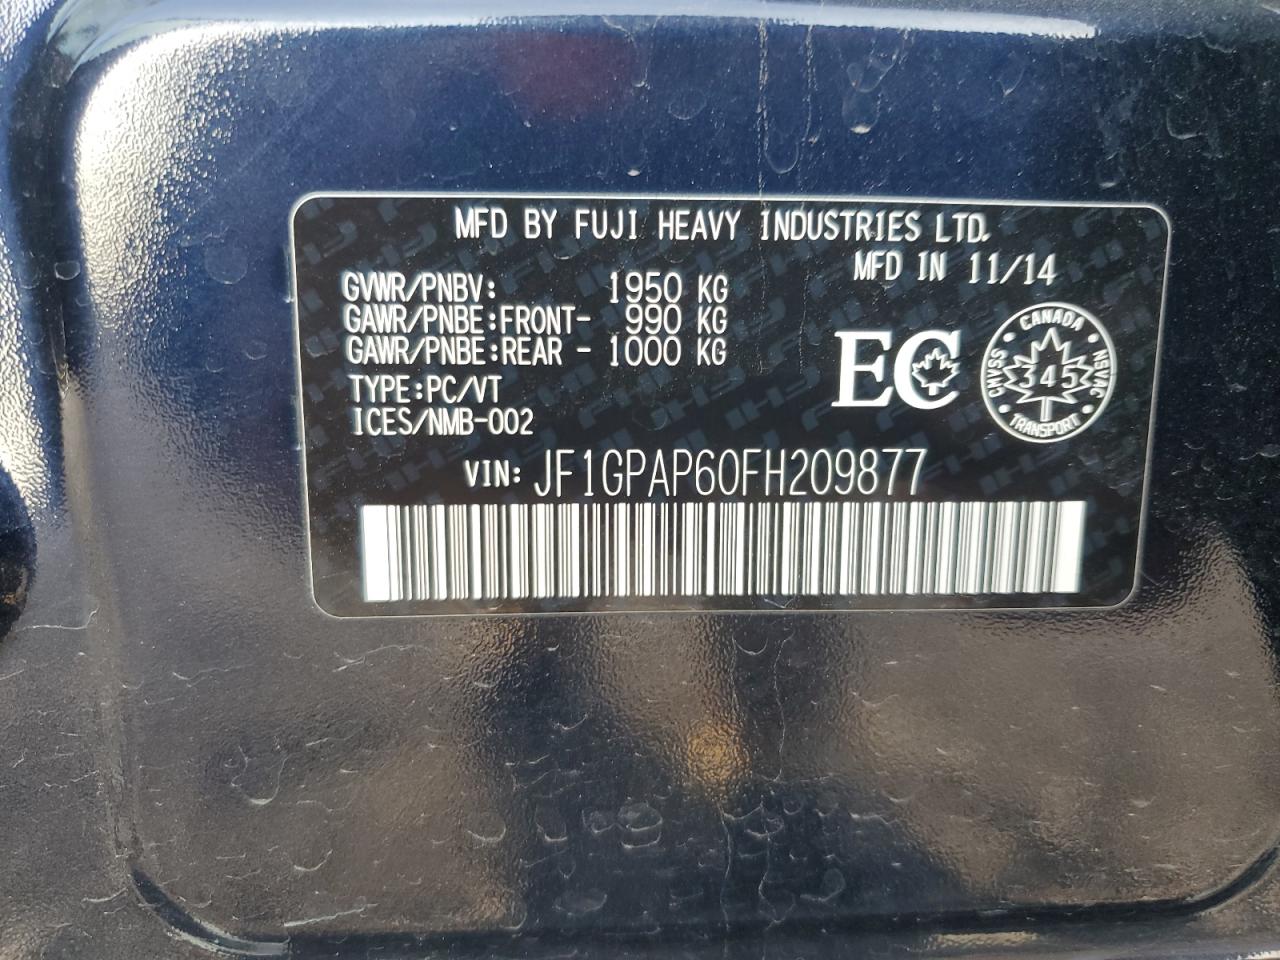 MFD BY FUJI HEAVY INDUSTRIES LTD.
MFD IN 11/14
GVWR/PNBV: 1950 KG
GAWR/PNBE:FRONT- 990 KG
GAWR/PNBE:REAR - 1000 KG
TYPE:PC/VT
ICES/NMB-002
EC
CANADA
CMVSS
345
NSVAC
TRANSPORT
VIN: JF1GPAP60FH209877